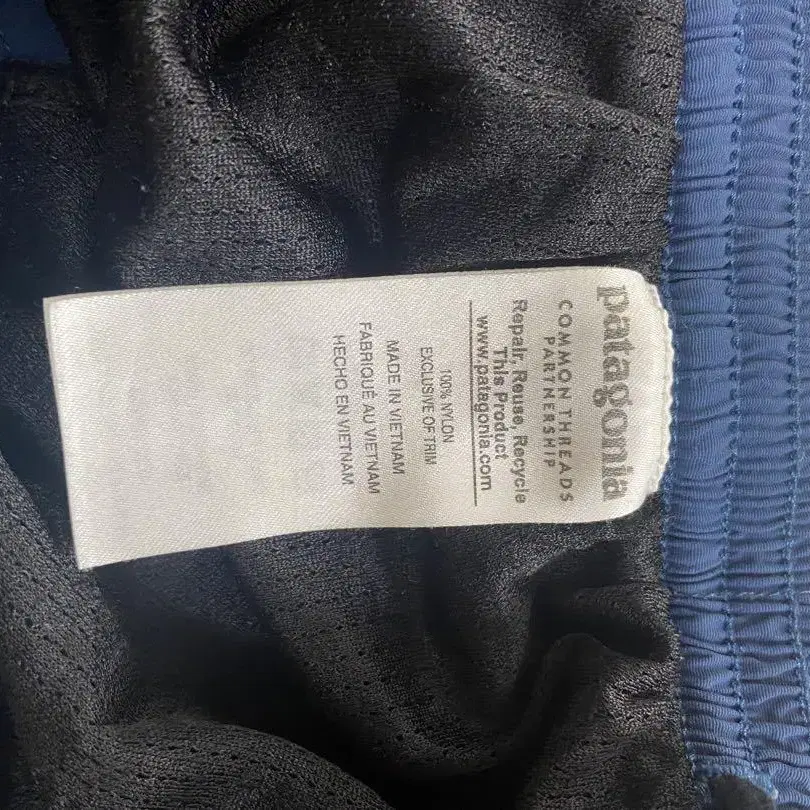 patagonia
COMMON THREADS
PARTNERSHIP
Repair, Reuse, Recycle
This Product
www.patagonia.com
100% NYLON
EXCLUSIVE OF TRIM
MADE IN VIETNAM
FABRIQUÉ AU VIETNAM
HECHO EN VIETNAM